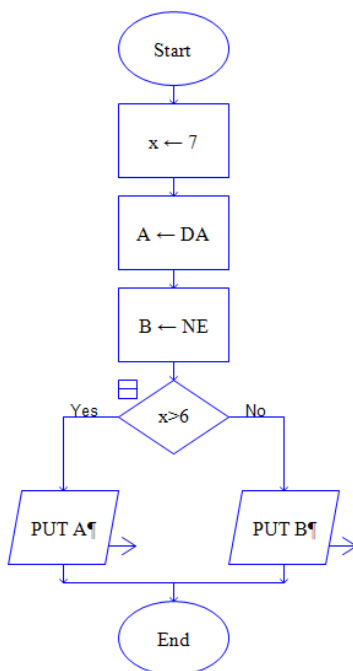 Start
x ← 7
A ← DA
B ← NE
Yes
x>6
No
PUT A¶
PUT B¶
End